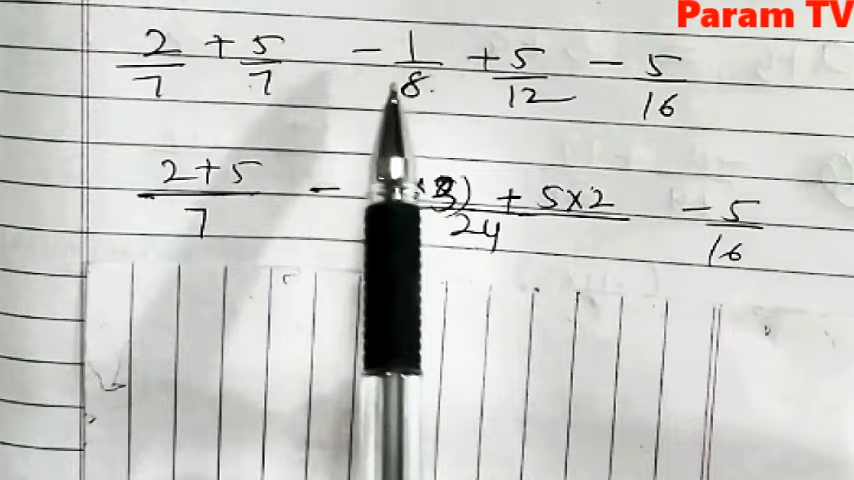 Param TV
2/7 + 5/7 - 1/8 + 5/12 - 5/16
2+5/7 - ×3) + 5×2/24 - 5/16